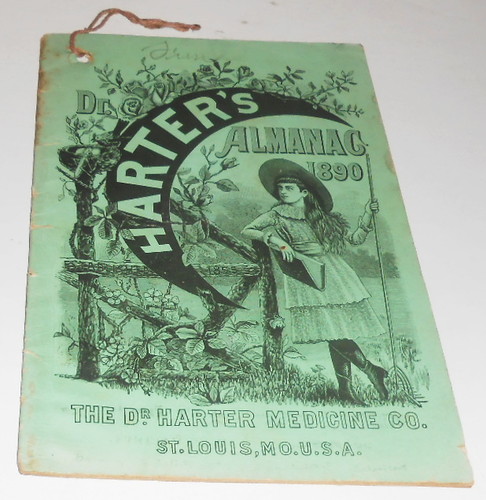 Dr.
HARTER'S
ALMANAC
1890
THE DR HARTER MEDICINE CO.
ST. LOUIS, MO. U.S.A.